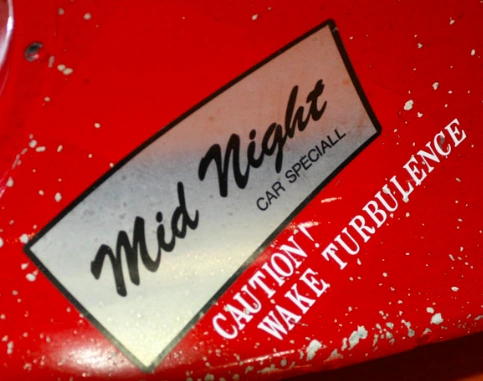 Mid Night
CAR SPECIALL
CAUTION!
WAKE TURBULENCE